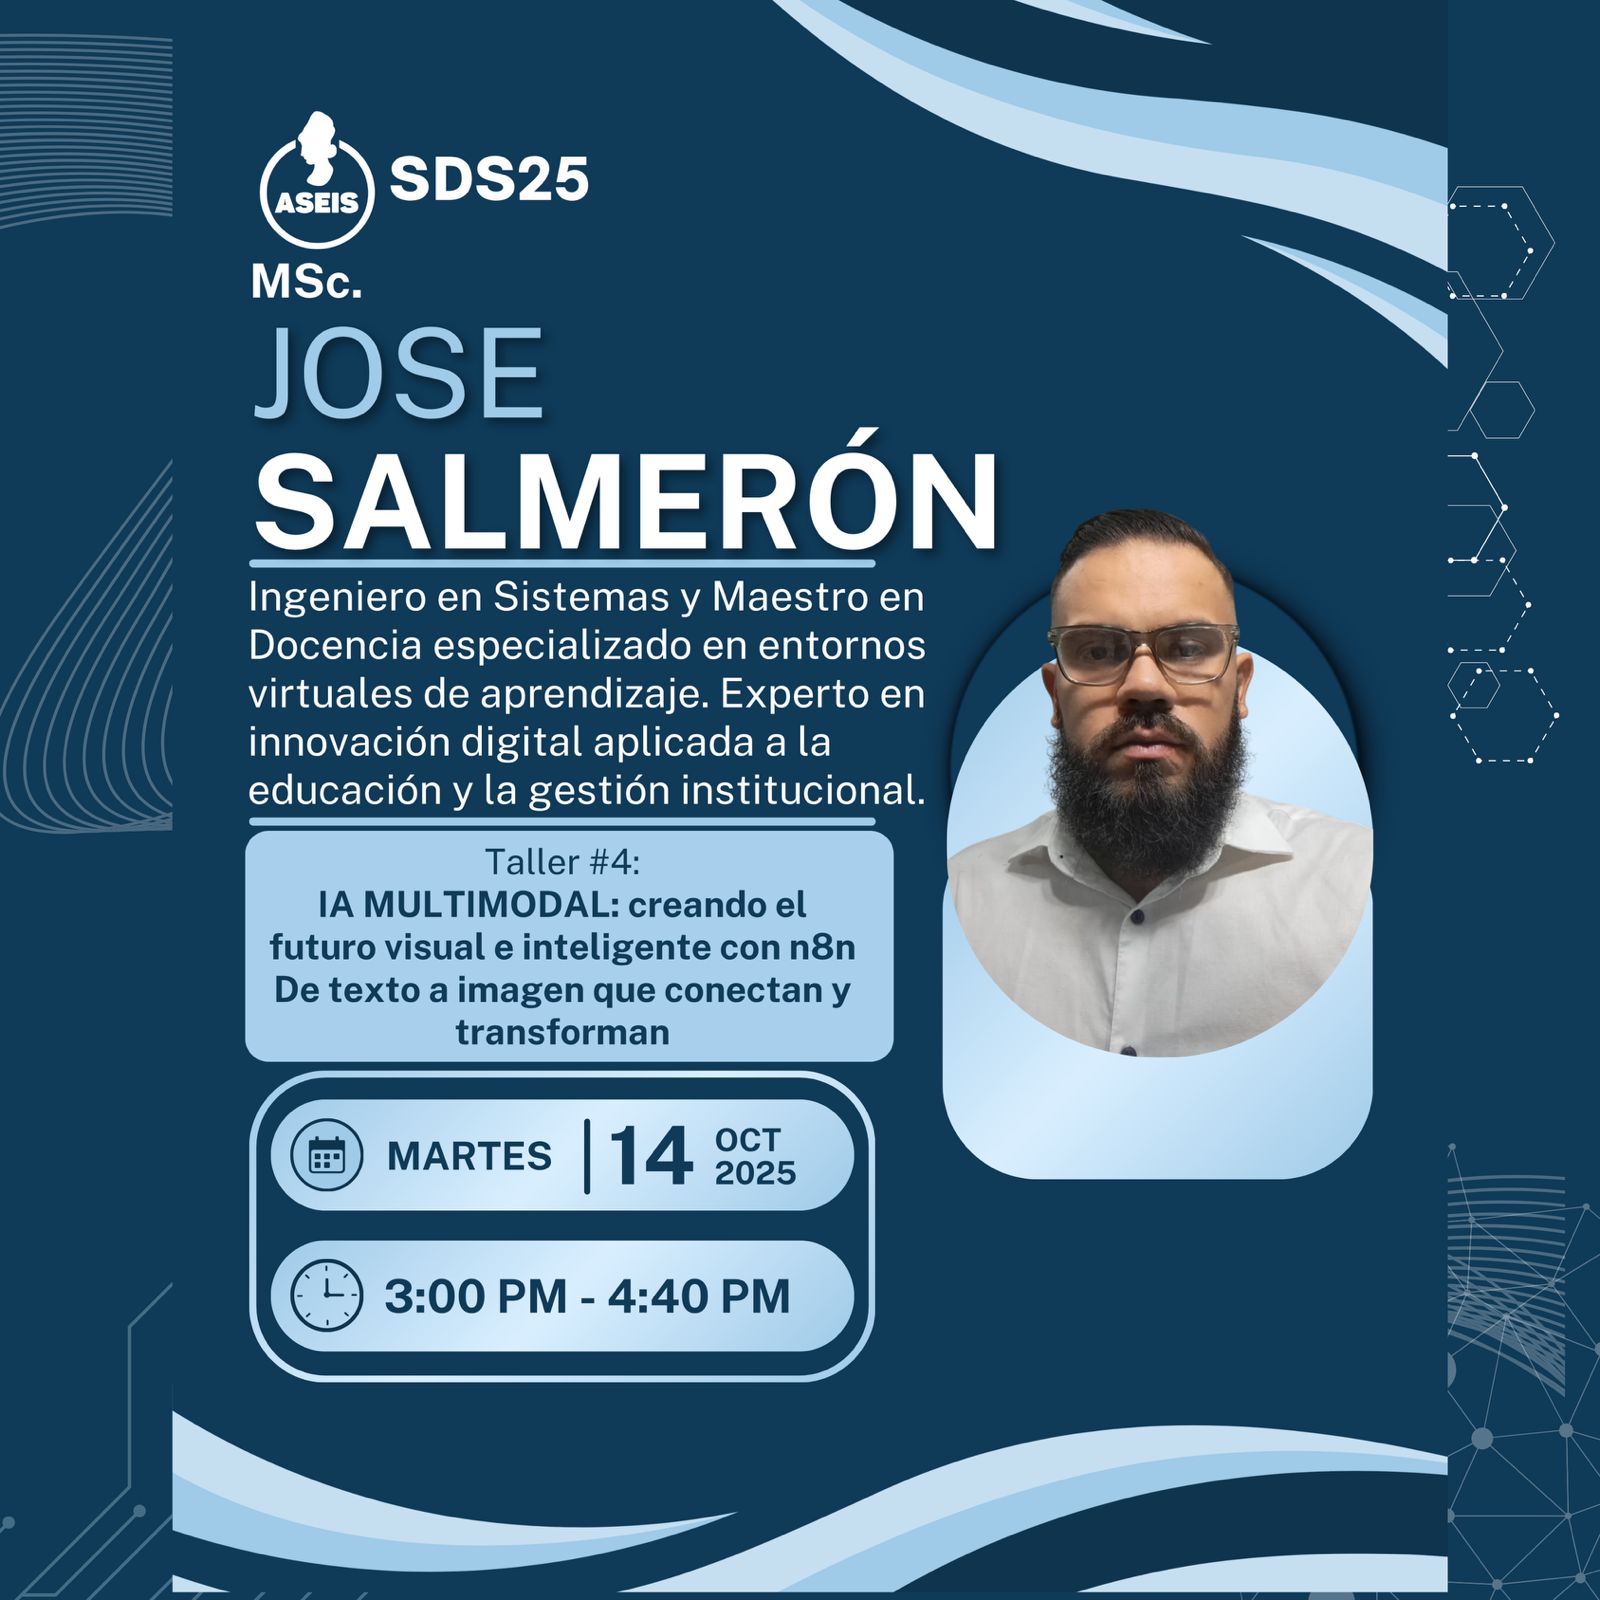 ASEIS
SDS25
MSc.
JOSE
SALMERÓN
Ingeniero en Sistemas y Maestro en
Docencia especializado en entornos
virtuales de aprendizaje. Experto en
innovación digital aplicada a la
educación y la gestión institucional.
Taller #4:
IA MULTIMODAL: creando el
futuro visual e inteligente con n8n
De texto a imagen que conectan y
transforman
MARTES | 14 OCT
2025
3:00 PM - 4:40 PM